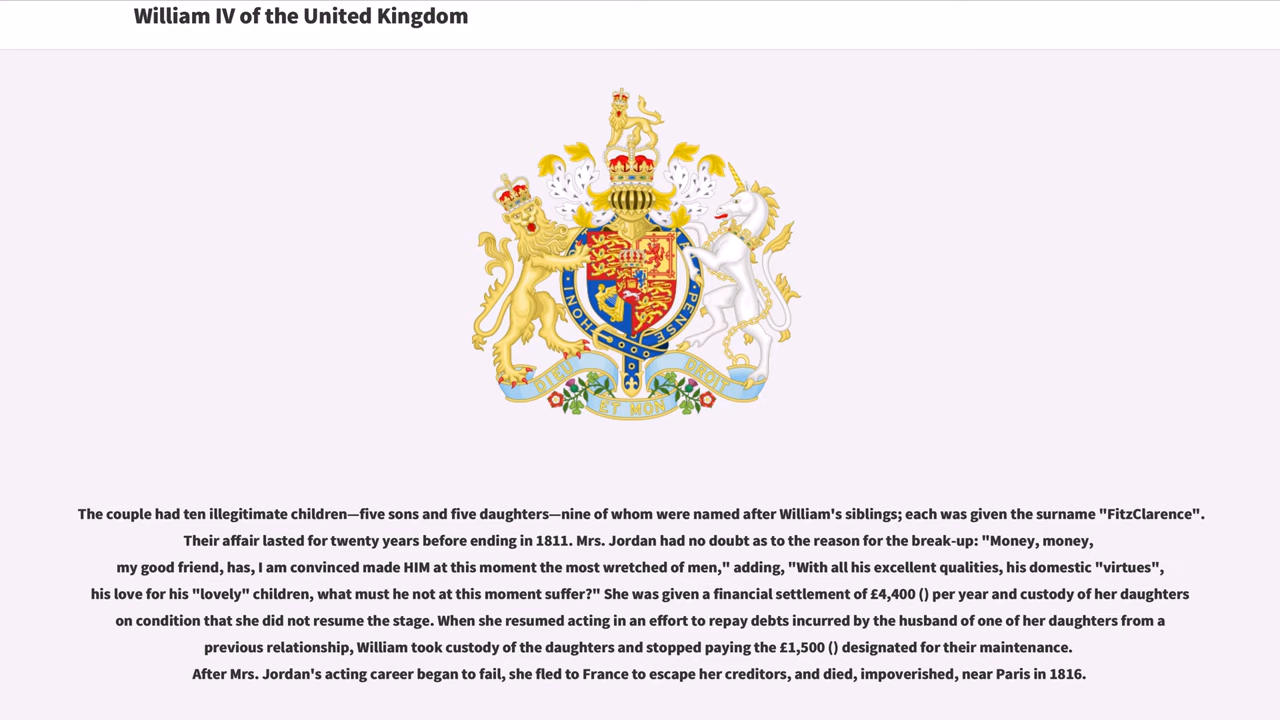 William IV of the United Kingdom
HONI
PENSE
DIEU
DROIT
ET MON
The couple had ten illegitimate children—five sons and five daughters—nine of whom were named after William's siblings; each was given the surname "FitzClarence".
Their affair lasted for twenty years before ending in 1811. Mrs. Jordan had no doubt as to the reason for the break-up: "Money, money,
my good friend, has, I am convinced made HIM at this moment the most wretched of men," adding, "With all his excellent qualities, his domestic "virtues",
his love for his "lovely" children, what must he not at this moment suffer?" She was given a financial settlement of £4,400 () per year and custody of her daughters
on condition that she did not resume the stage. When she resumed acting in an effort to repay debts incurred by the husband of one of her daughters from a
previous relationship, William took custody of the daughters and stopped paying the £1,500 () designated for their maintenance.
After Mrs. Jordan's acting career began to fail, she fled to France to escape her creditors, and died, impoverished, near Paris in 1816.